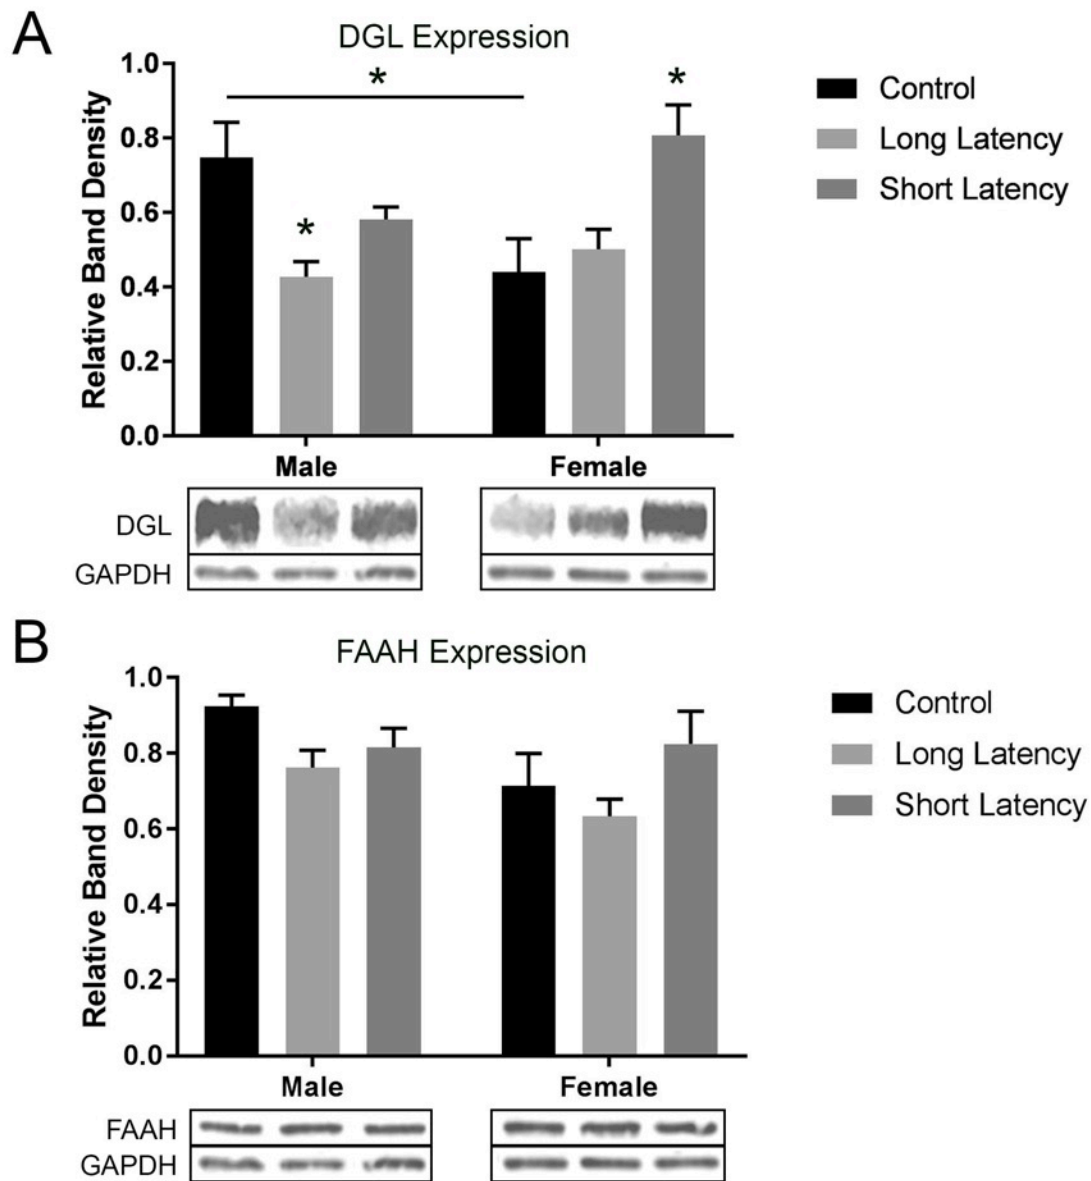 A
DGL Expression
Relative Band Density
1.0
0.8
0.6
0.4
0.2
0.0
*
*
*
Control
Long Latency
Short Latency
Male
Female
DGL
GAPDH
B
FAAH Expression
Relative Band Density
1.0
0.8
0.6
0.4
0.2
0.0
Control
Long Latency
Short Latency
Male
Female
FAAH
GAPDH